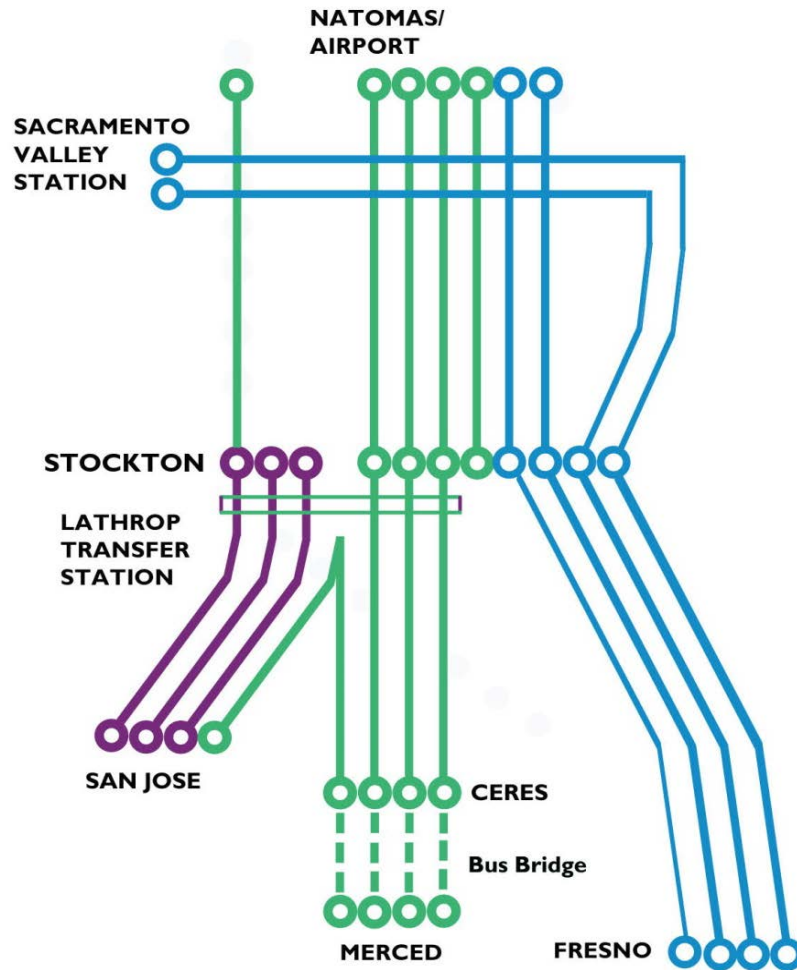 NATOMAS/
AIRPORT
SACRAMENTO
VALLEY
STATION
STOCKTON
LATHROP
TRANSFER
STATION
SAN JOSE
CERES
Bus Bridge
MERCED
FRESNO